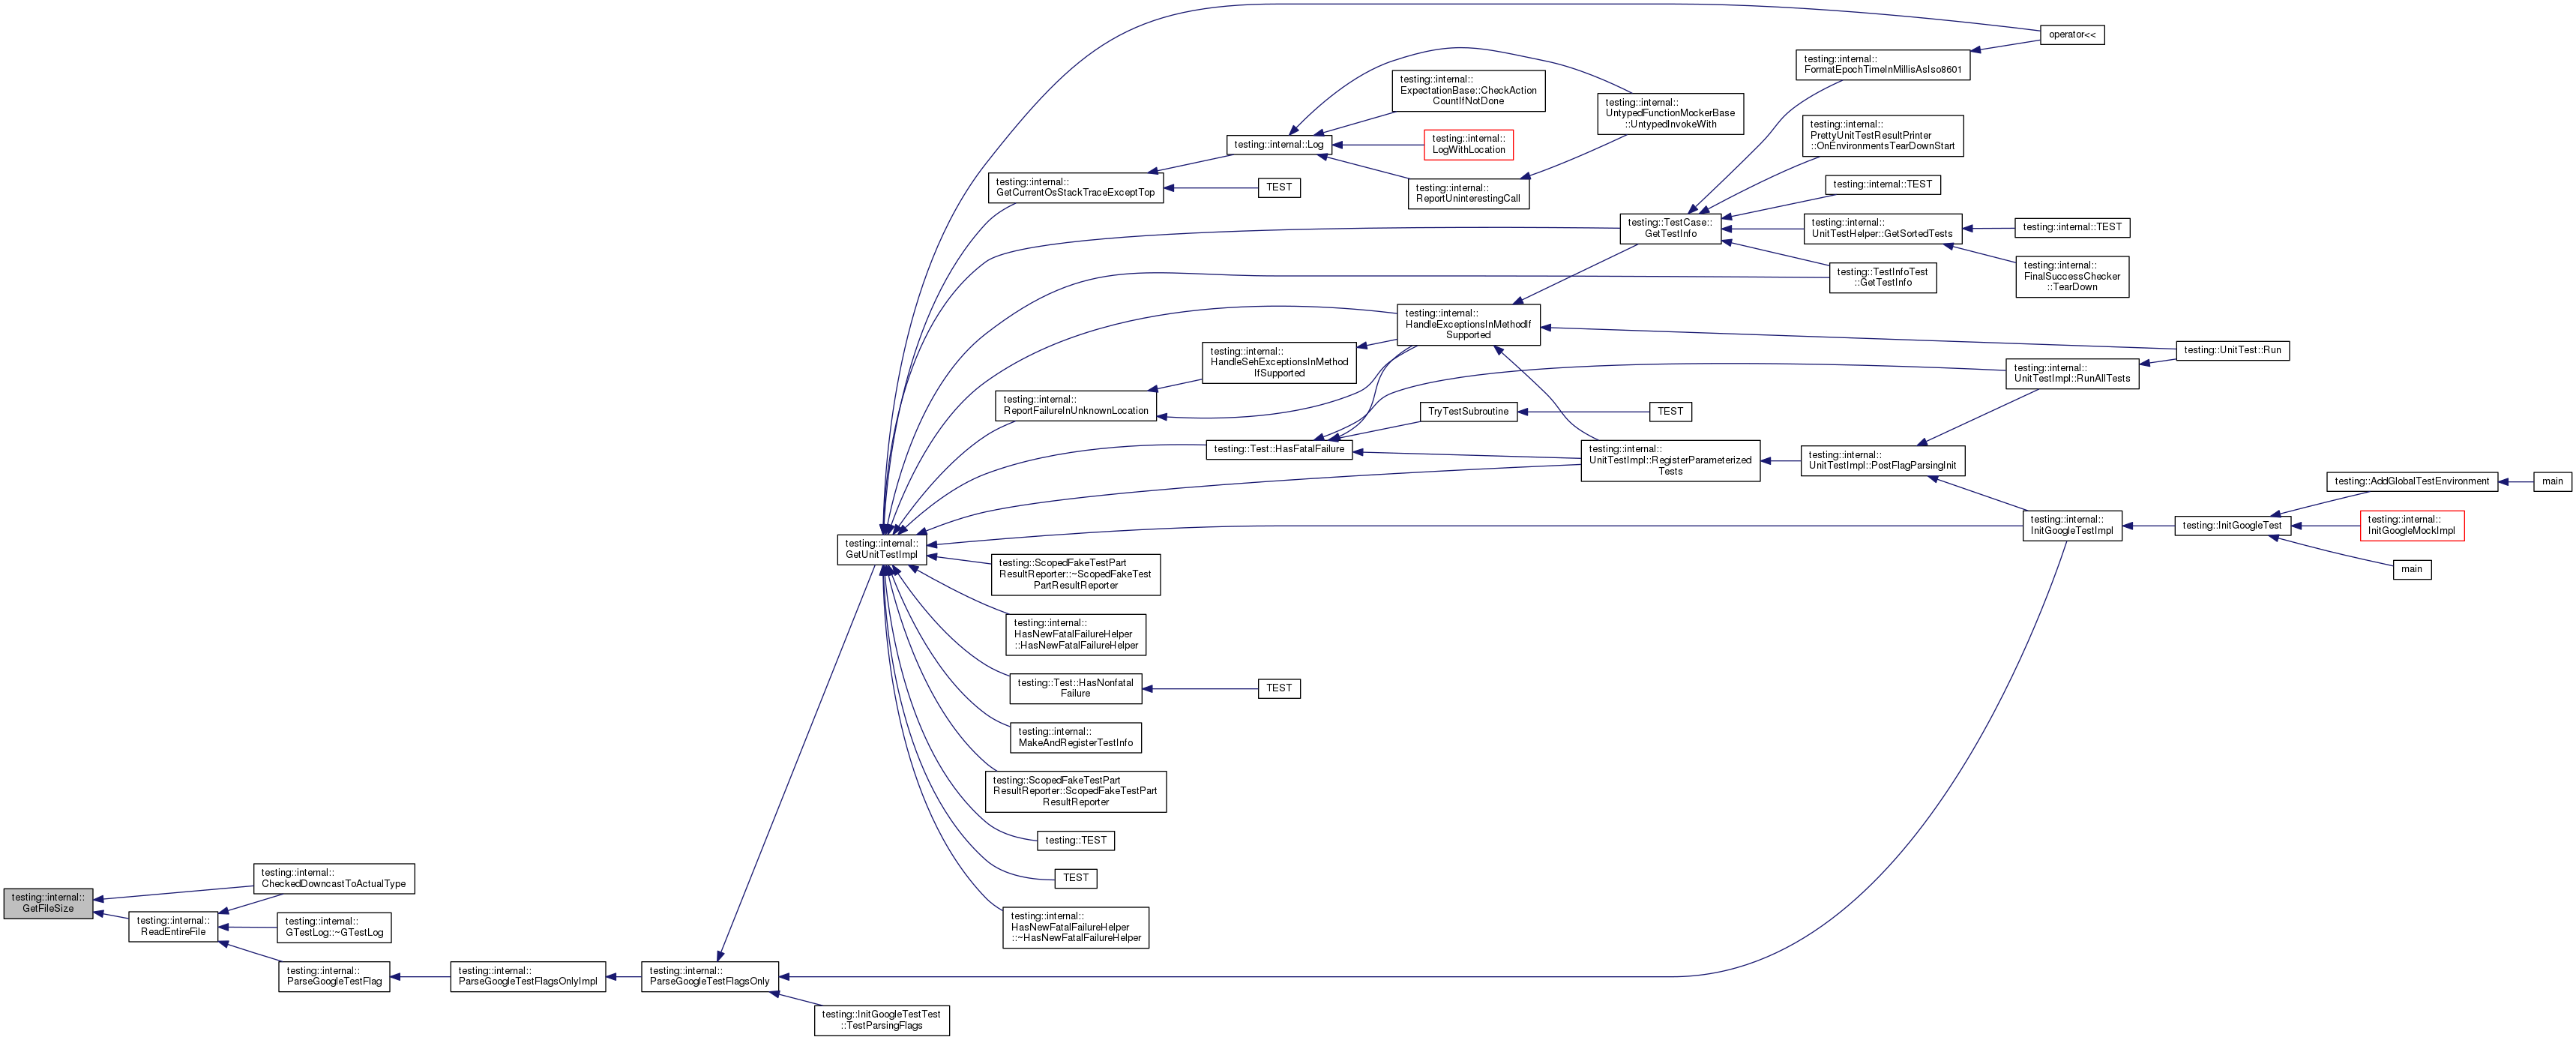 operator<<
testing::internal::
FormatEpochTimeInMillisAsIso8601
testing::internal::
ExpectationBase::CheckAction
CountIfNotDone
testing::internal::
UntypedFunctionMockerBase
::UntypedInvokeWith
testing::internal::Log
testing::internal::
LogWithLocation
testing::internal::
PrettyUnitTestResultPrinter
::OnEnvironmentsTearDownStart
testing::internal::
GetCurrentOsStackTraceExceptTop
TEST
testing::internal::
ReportUninterestingCall
testing::internal::TEST
testing::TestCase::
GetTestInfo
testing::internal::
UnitTestHelper::GetSortedTests
testing::internal::TEST
testing::internal::
FinalSuccessChecker
::TearDown
testing::TestInfoTest
::GetTestInfo
testing::internal::
HandleExceptionsInMethodIf
Supported
testing::internal::
HandleSehExceptionsInMethod
IfSupported
testing::UnitTest::Run
testing::internal::
UnitTestImpl::RunAllTests
testing::internal::
ReportFailureInUnknownLocation
TryTestSubroutine
TEST
testing::Test::HasFatalFailure
testing::internal::
UnitTestImpl::RegisterParameterized
Tests
testing::internal::
UnitTestImpl::PostFlagParsingInit
testing::AddGlobalTestEnvironment
main
testing::internal::
InitGoogleTestImpl
testing::InitGoogleTest
testing::internal::
InitGoogleMockImpl
main
testing::internal::
GetUnitTestImpl
testing::ScopedFakeTestPart
ResultReporter::~ScopedFakeTest
PartResultReporter
testing::internal::
HasNewFatalFailureHelper
::HasNewFatalFailureHelper
testing::Test::HasNonfatal
Failure
TEST
testing::internal::
MakeAndRegisterTestInfo
testing::ScopedFakeTestPart
ResultReporter::ScopedFakeTestPart
ResultReporter
testing::TEST
TEST
testing::internal::
HasNewFatalFailureHelper
::~HasNewFatalFailureHelper
testing::internal::
GetFileSize
testing::internal::
CheckedDowncastToActualType
testing::internal::
ReadEntireFile
testing::internal::
GTestLog::~GTestLog
testing::internal::
ParseGoogleTestFlag
testing::internal::
ParseGoogleTestFlagsOnlyImpl
testing::internal::
ParseGoogleTestFlagsOnly
testing::InitGoogleTestTest
::TestParsingFlags